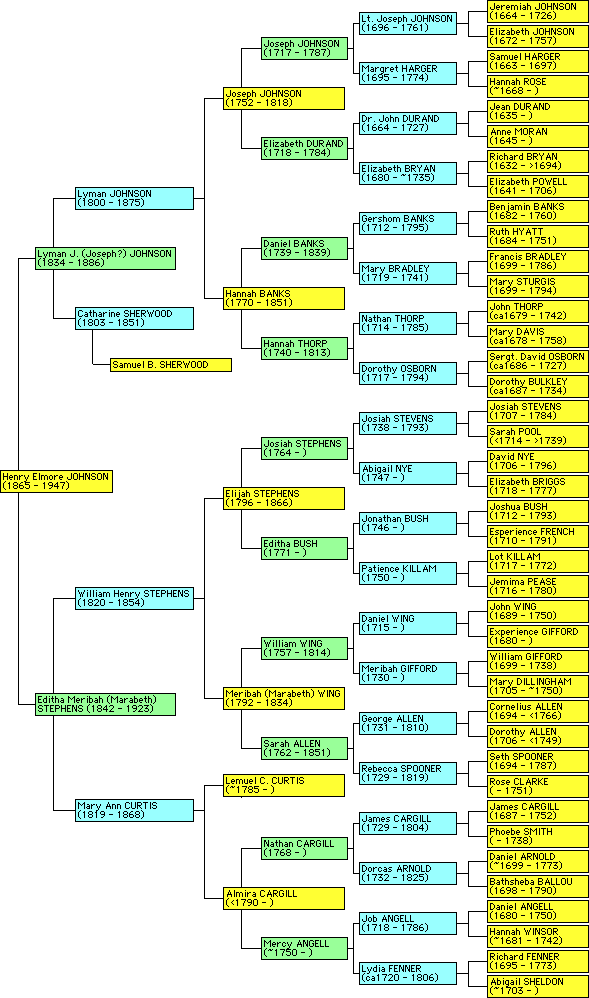 Jeremiah JOHNSON
(1664 - 1726)
Lt. Joseph JOHNSON
(1696 - 1761)
Elizabeth JOHNSON
(1672 - 1757)
Joseph JOHNSON
(1717 - 1787)
Samuel HARGER
(1663 - 1697)
Margret HARGER
(1695 - 1774)
Hannah ROSE
(~1668 - )
Joseph JOHNSON
(1752 - 1818)
Jean DURAND
(1635 - )
Dr. John DURAND
(1664 - 1727)
Anne MORAN
(1645 - )
Elizabeth DURAND
(1718 - 1784)
Richard BRYAN
(1632 - >1694)
Elizabeth BRYAN
(1680 - ~1735)
Elizabeth POWELL
(1641 - 1706)
Lyman JOHNSON
(1800 - 1875)
Benjamin BANKS
(1682 - 1760)
Gershom BANKS
(1712 - 1795)
Ruth HYATT
(1684 - 1751)
Daniel BANKS
(1739 - 1839)
Lyman J. (Joseph?) JOHNSON
(1834 - 1886)
Francis BRADLEY
(1699 - 1786)
Mary BRADLEY
(1719 - 1741)
Mary STURGIS
(1699 - 1794)
Hannah BANKS
(1770 - 1851)
John THORP
(ca1679 - 1742)
Nathan THORP
(1714 - 1785)
Catharine SHERWOOD
(1803 - 1851)
Mary DAVIS
(ca1678 - 1758)
Hannah THORP
(1740 - 1813)
Samuel B. SHERWOOD
Sergt. David OSBORN
(ca1686 - 1727)
Dorothy OSBORN
(1717 - 1794)
Dorothy BULKLEY
(ca1687 - 1734)
Josiah STEVENS
(1707 - 1784)
Josiah STEVENS
(1738 - 1793)
Sarah POOL
(<1714 - >1739)
Josiah STEPHENS
(1764 - )
David NYE
(1706 - 1796)
Abigail NYE
(1747 - )
Henry Elmore JOHNSON
(1865 - 1947)
Elizabeth BRIGGS
(1718 - 1777)
Elijah STEPHENS
(1796 - 1866)
Joshua BUSH
(1712 - 1793)
Jonathan BUSH
(1746 - )
Esperience FRENCH
(1710 - 1791)
Editha BUSH
(1771 - )
Lot KILLAM
(1717 - 1772)
Patience KILLAM
(1750 - )
Jemima PEASE
(1716 - 1780)
William Henry STEPHENS
(1820 - 1854)
John WING
(1689 - 1750)
Daniel WING
(1715 - )
Experience GIFFORD
(1680 - )
William WING
(1757 - 1814)
William GIFFORD
(1699 - 1738)
Meribah GIFFORD
(1730 - )
Mary DILLINGHAM
(1705 - ~1750)
Meribah (Marabeth) WING
(1792 - 1834)
Editha Meribah (Marabeth)
STEPHENS (1842 - 1923)
Cornelius ALLEN
(1694 - <1766)
George ALLEN
(1731 - 1810)
Dorothy ALLEN
(1706 - <1749)
Sarah ALLEN
(1762 - 1851)
Seth SPOONER
(1694 - 1787)
Rebecca SPOONER
(1729 - 1819)
Rose CLARKE
( - 1751)
Lemuel C. CURTIS
(~1785 - )
Mary Ann CURTIS
(1819 - 1868)
James CARGILL
(1687 - 1752)
James CARGILL
(1729 - 1804)
Phoebe SMITH
( - 1738)
Nathan CARGILL
(1768 - )
Daniel ARNOLD
(~1699 - 1773)
Dorcas ARNOLD
(1732 - 1825)
Bathsheba BALLOU
(1698 - 1790)
Almira CARGILL
(<1790 - )
Daniel ANGELL
(1680 - 1750)
Job ANGELL
(1718 - 1786)
Hannah WINSOR
(~1681 - 1742)
Mercy ANGELL
(~1750 - )
Richard FENNER
(1695 - 1773)
Lydia FENNER
(ca1720 - 1806)
Abigail SHELDON
(~1703 - )